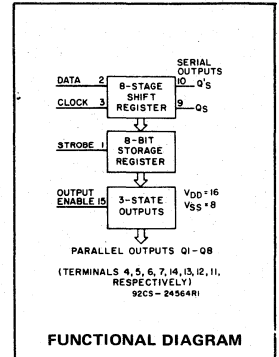 SERIAL
OUTPUTS
DATA 2
8-STAGE
SHIFT
REGISTER
10 Q'S
CLOCK 3
9 QS
STROBE 1
8-BIT
STORAGE
REGISTER
OUTPUT
ENABLE 15
3-STATE
OUTPUTS
VDD = 16
VSS = 8
PARALLEL OUTPUTS Q1-Q8
(TERMINALS 4, 5, 6, 7, 14, 13, 12, 11,
RESPECTIVELY)
92CS-24564R1
FUNCTIONAL DIAGRAM